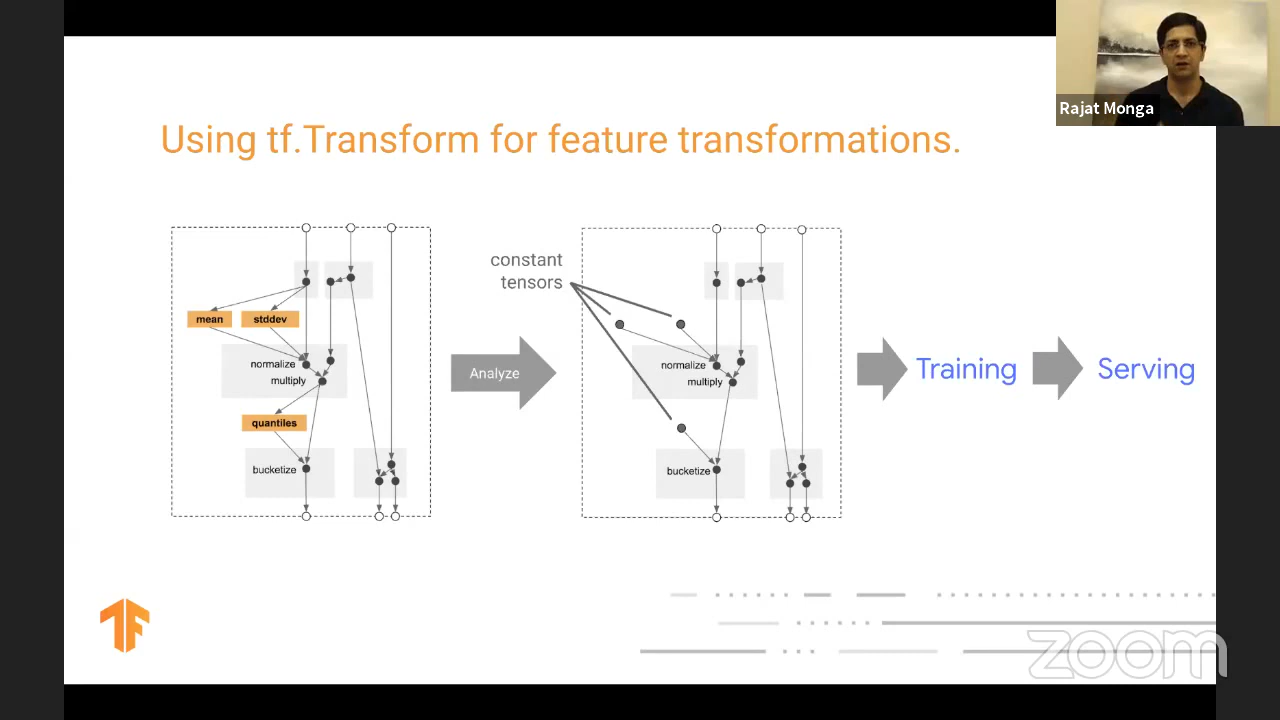 Rajat Monga
Using tf.Transform for feature transformations.
constant
tensors
mean
stddev
normalize
multiply
quantiles
bucketize
Analyze
normalize
multiply
bucketize
Training
Serving
zoom